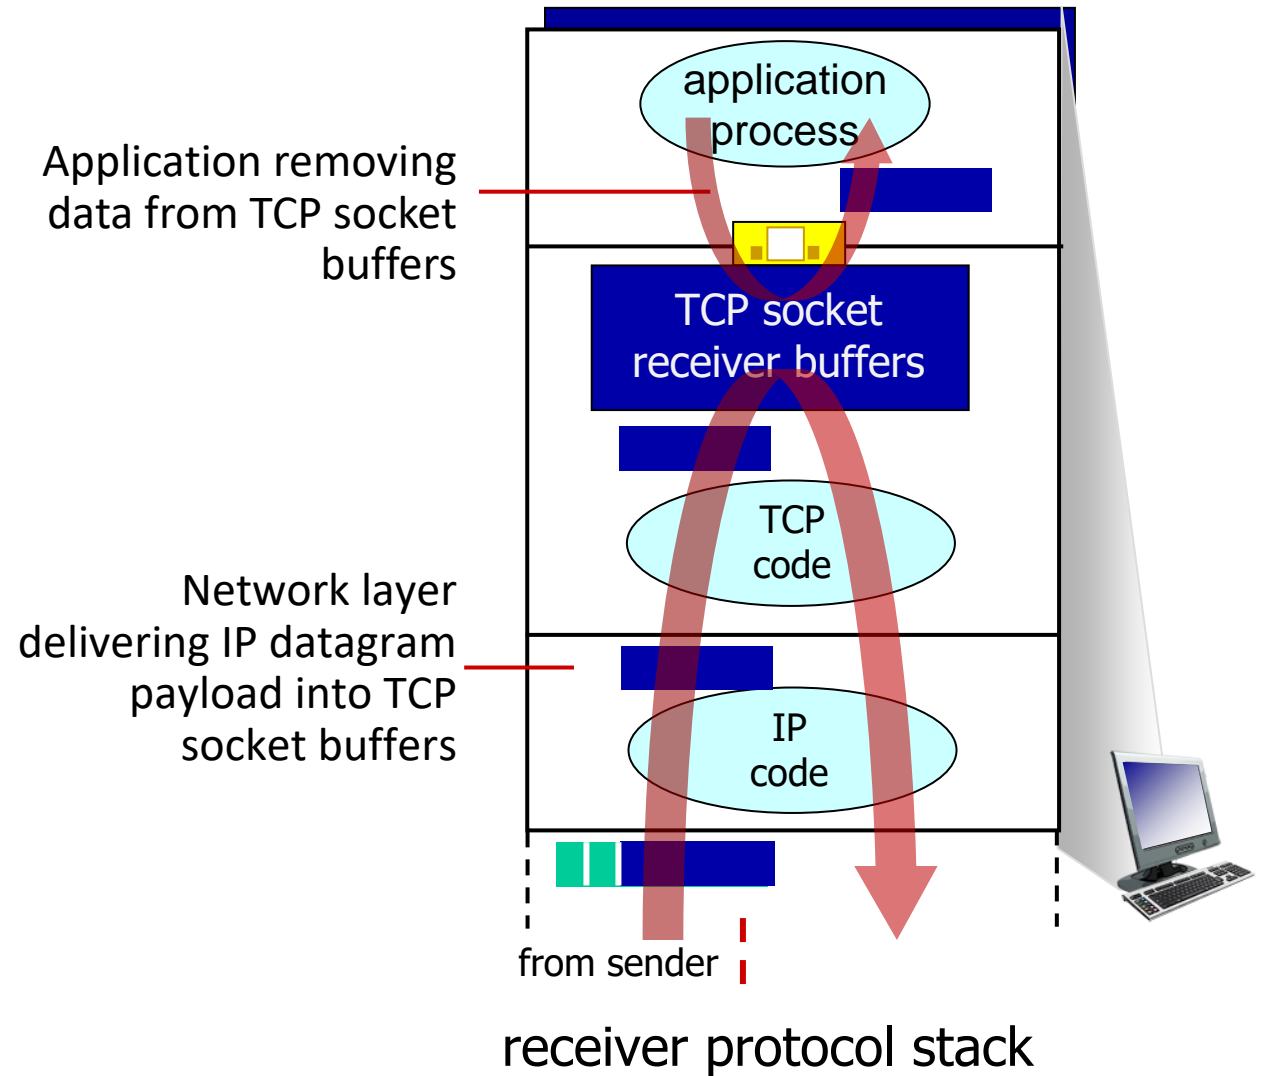 application
process
Application removing
data from TCP socket
buffers
TCP socket
receiver buffers
TCP
code
Network layer
delivering IP datagram
payload into TCP
socket buffers
IP
code
from sender
receiver protocol stack